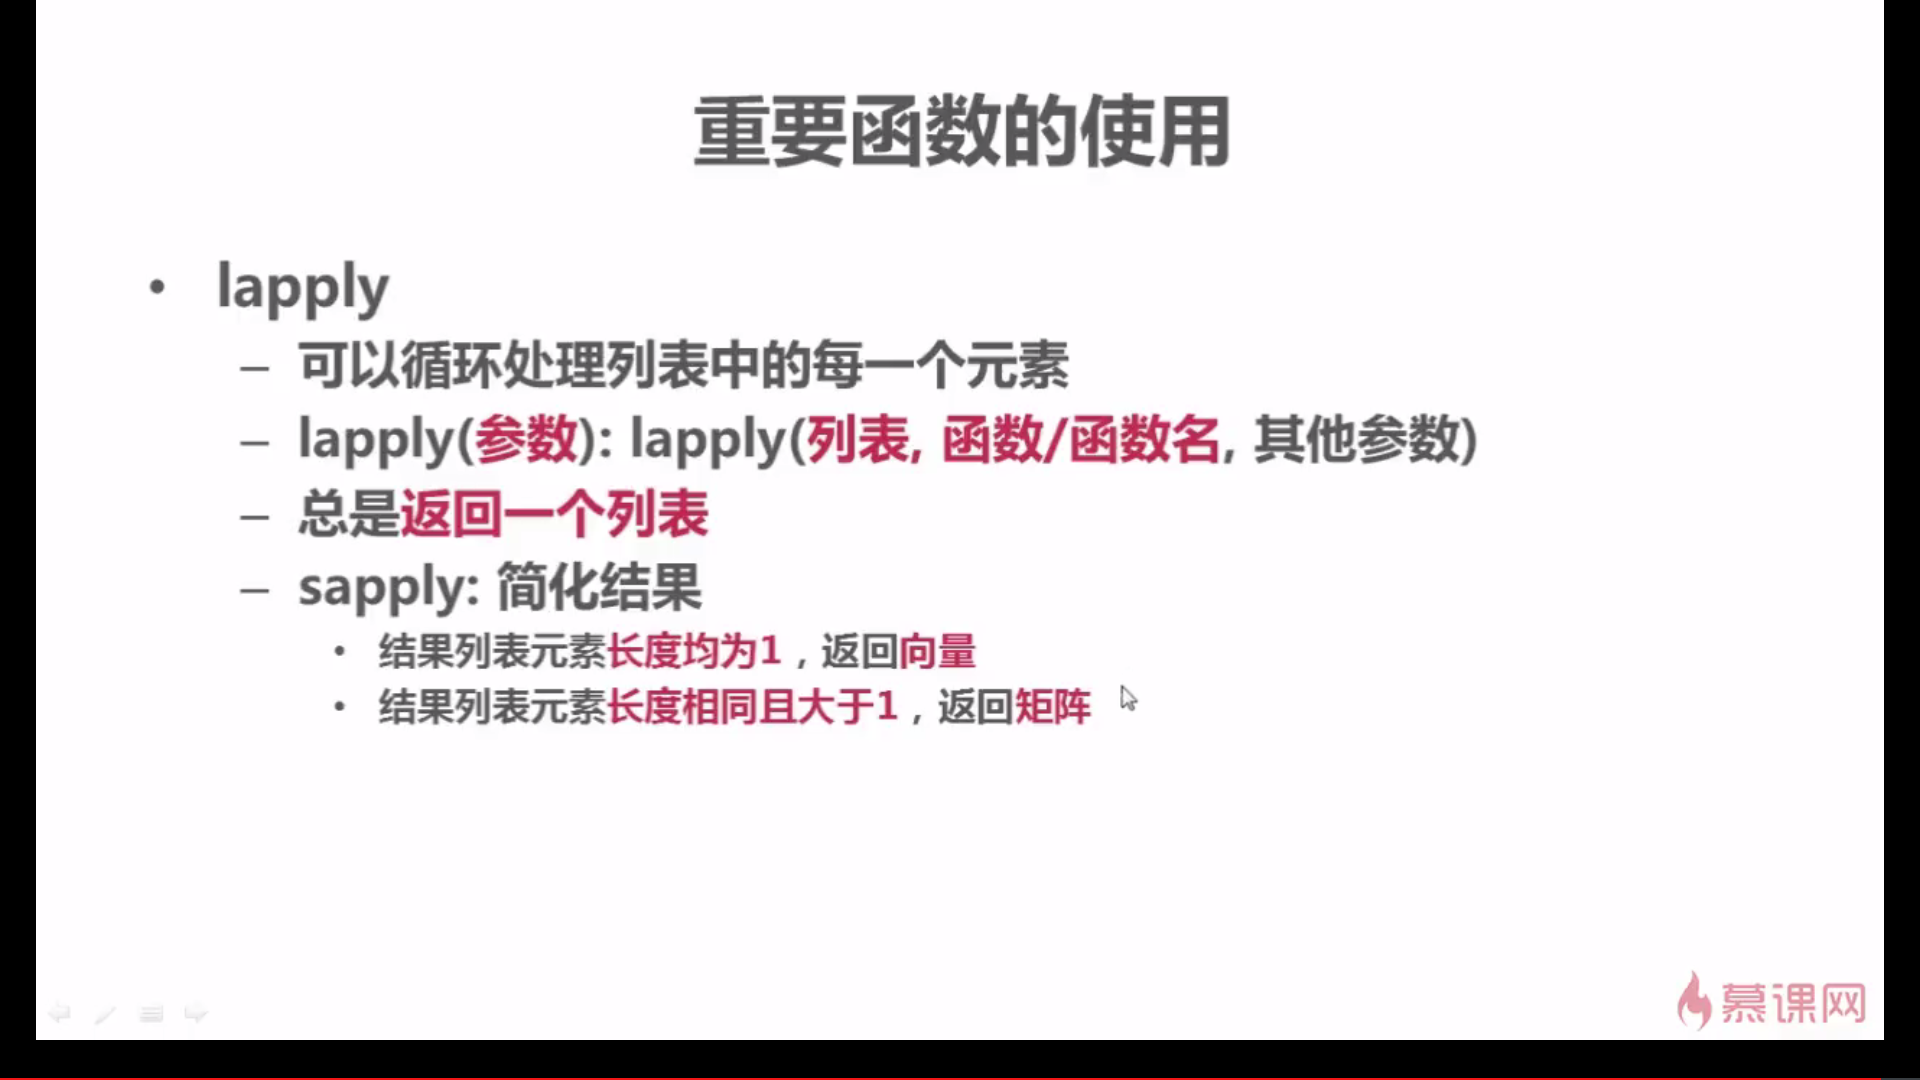 重要函数的使用
• lapply
– 可以循环处理列表中的每一个元素
– lapply(参数): lapply(列表, 函数/函数名, 其他参数)
– 总是返回一个列表
– sapply: 简化结果
• 结果列表元素长度均为1，返回向量
• 结果列表元素长度相同且大于1，返回矩阵
慕课网